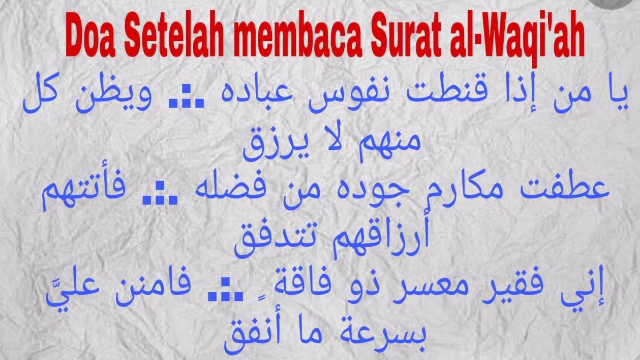 Doa Setelah membaca Surat al-Waqi'ah
يا من إذا قنطت نفوس عباده ... ويظن كل
منهم لا يرزق
عطفت مكارم جوده من فضله ... فأتتهم
أرزاقهم تتدفق
إني فقير معسر ذو فاقة ٍ ... فامنن عليَّ
بسرعة ما أنفق